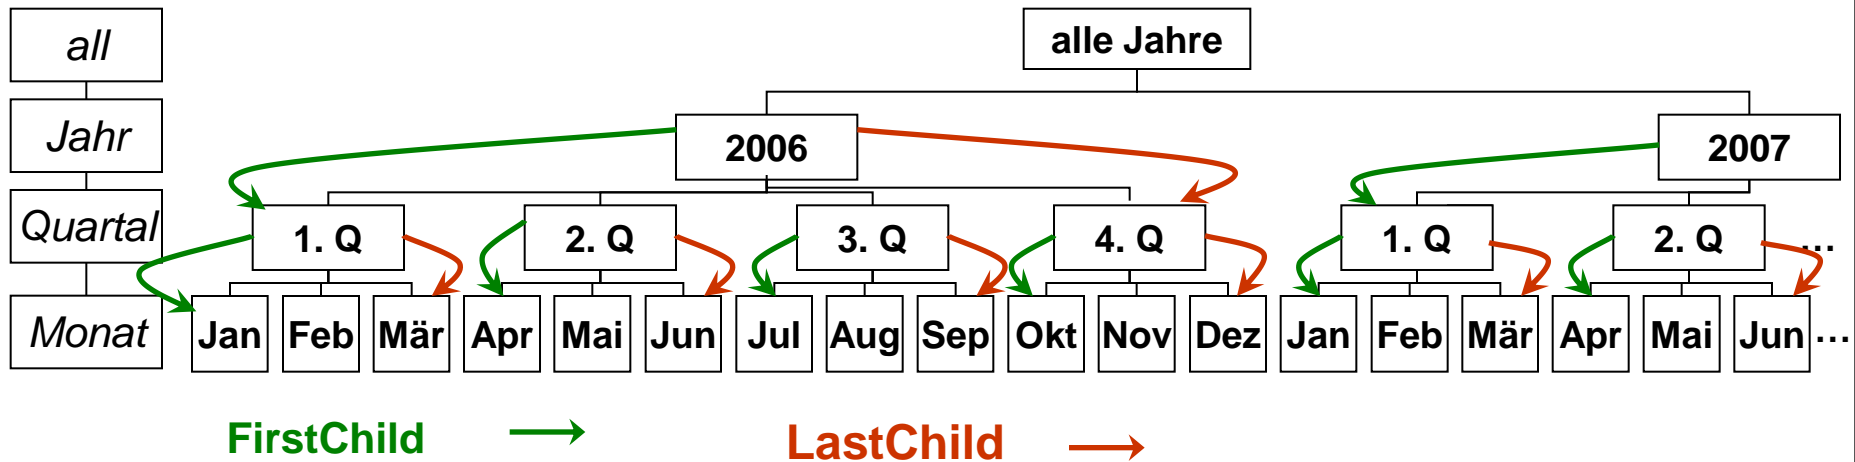 all
alle Jahre
Jahr
2006
2007
Quartal
1. Q
2. Q
3. Q
4. Q
1. Q
2. Q
...
Monat
Jan
Feb
Mär
Apr
Mai
Jun
Jul
Aug
Sep
Okt
Nov
Dez
Jan
Feb
Mär
Apr
Mai
Jun
...
FirstChild
LastChild